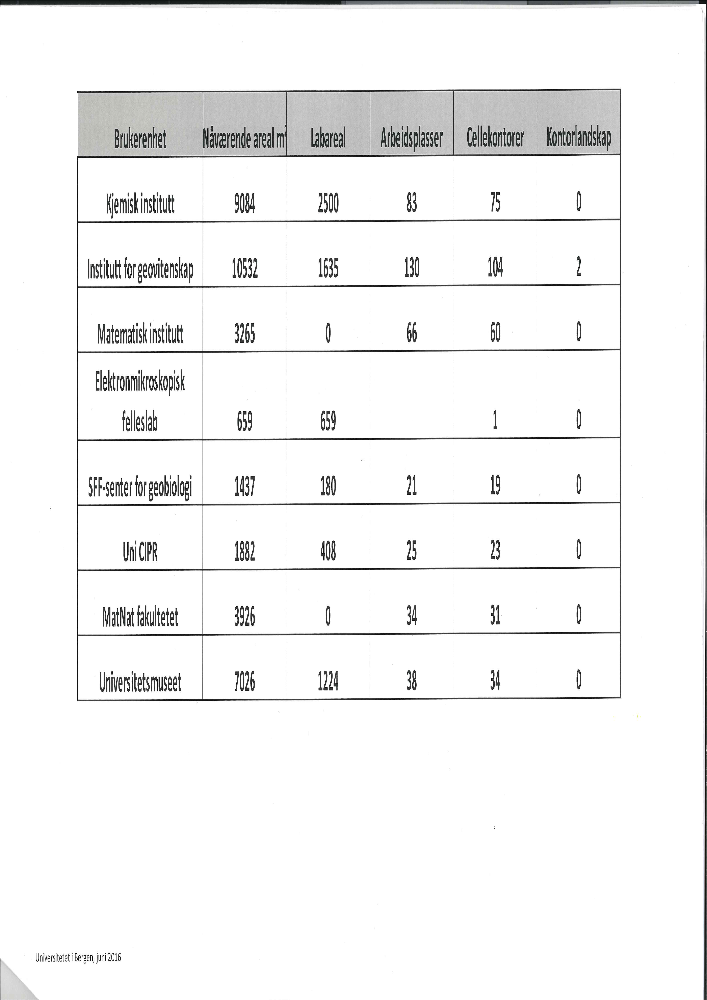 Brukerenhet Nåværende areal m² Labareal Arbeidsplasser Cellekontorer Kontorlandskap
Kjemisk institutt 9084 2500 83 75 0
Institutt for geovitenskap 10532 1635 130 104 2
Matematisk institutt 3265 0 66 60 0
Elektronmikroskopisk
felleslab 659 659 1 0
SFF-senter for geobiologi 1437 180 21 19 0
Uni CIPR 1882 408 25 23 0
MatNat fakultetet 3926 0 34 31 0
Universitetsmuseet 7026 1224 38 34 0
Universitetet i Bergen, juni 2016